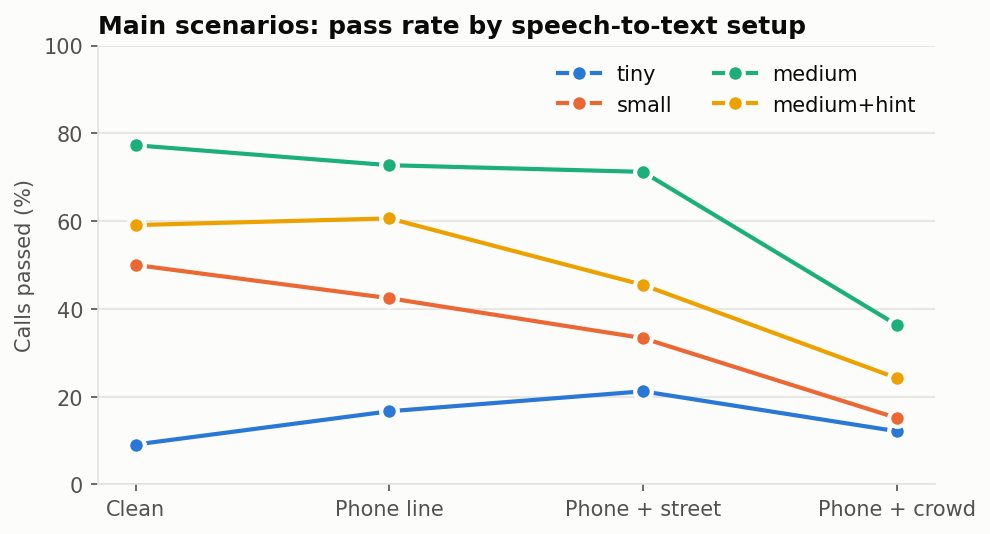 Main scenarios: pass rate by speech-to-text setup
100
tiny
medium
small
medium+hint
80
60
40
20
0
Calls passed (%)
Clean
Phone line
Phone + street
Phone + crowd